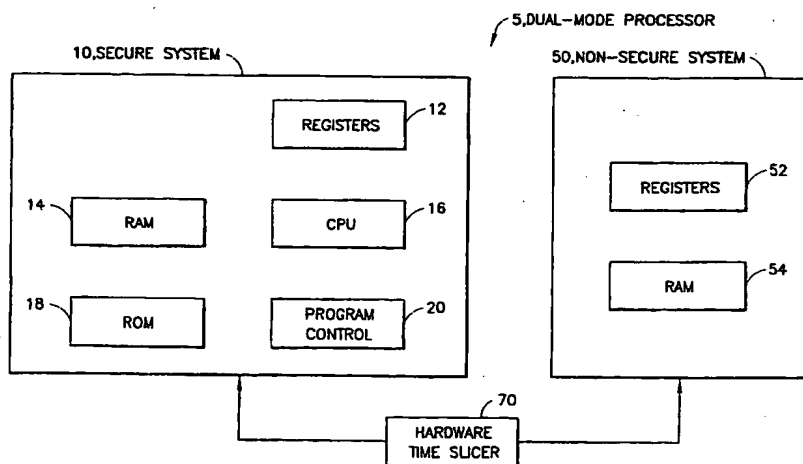 5,DUAL-MODE PROCESSOR
10,SECURE SYSTEM
50,NON-SECURE SYSTEM
12
REGISTERS
52
REGISTERS
14
RAM
16
CPU
54
RAM
18
ROM
20
PROGRAM
CONTROL
70
HARDWARE
TIME SLICER